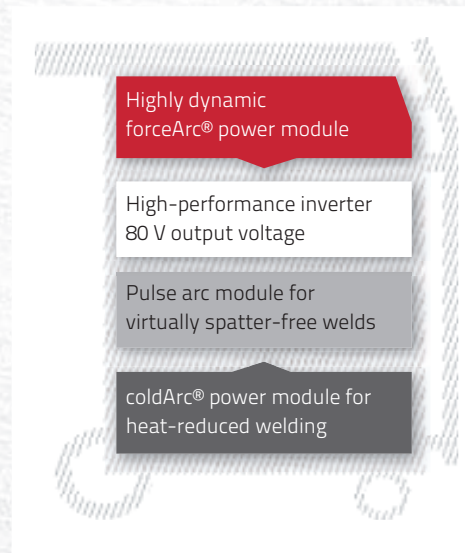 Highly dynamic
forceArc® power module
High-performance inverter
80 V output voltage
Pulse arc module for
virtually spatter-free welds
coldArc® power module for
heat-reduced welding